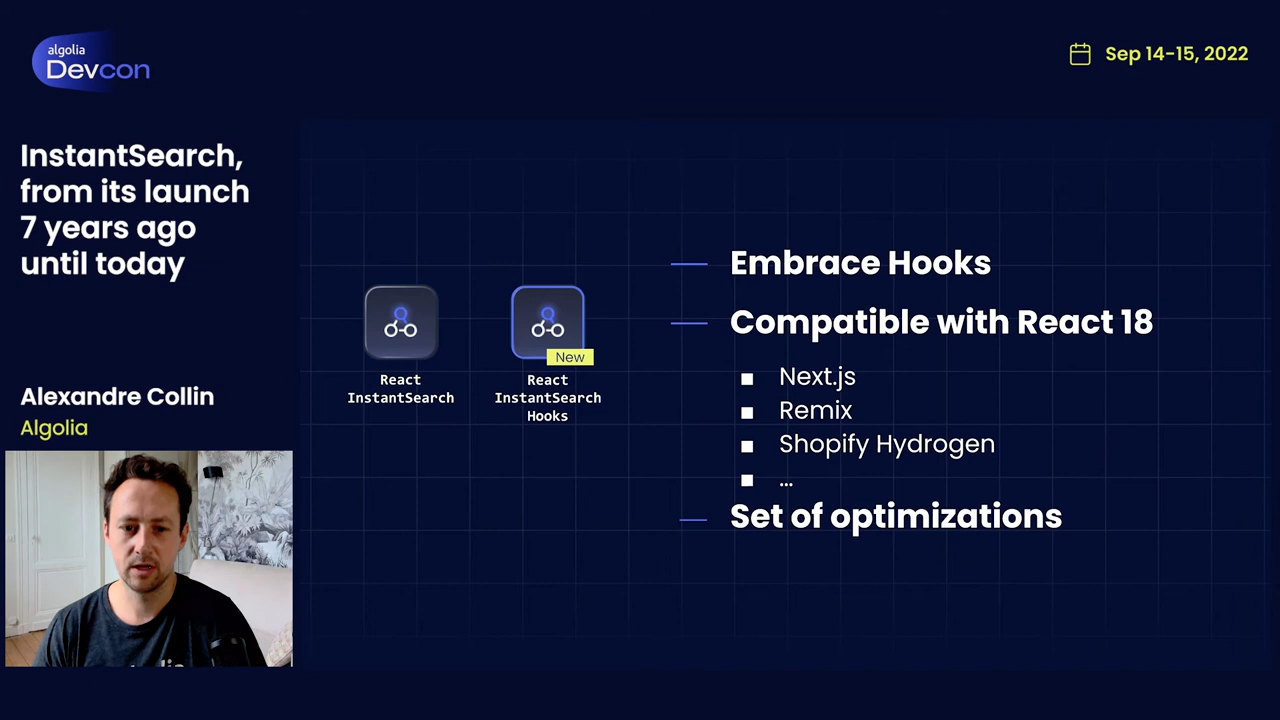 algolia
Devcon
Sep 14-15, 2022
InstantSearch,
from its launch
7 years ago
until today
Alexandre Collin
Algolia
New
React
InstantSearch
React
InstantSearch
Hooks
Embrace Hooks
Compatible with React 18
Next.js
Remix
Shopify Hydrogen
...
Set of optimizations